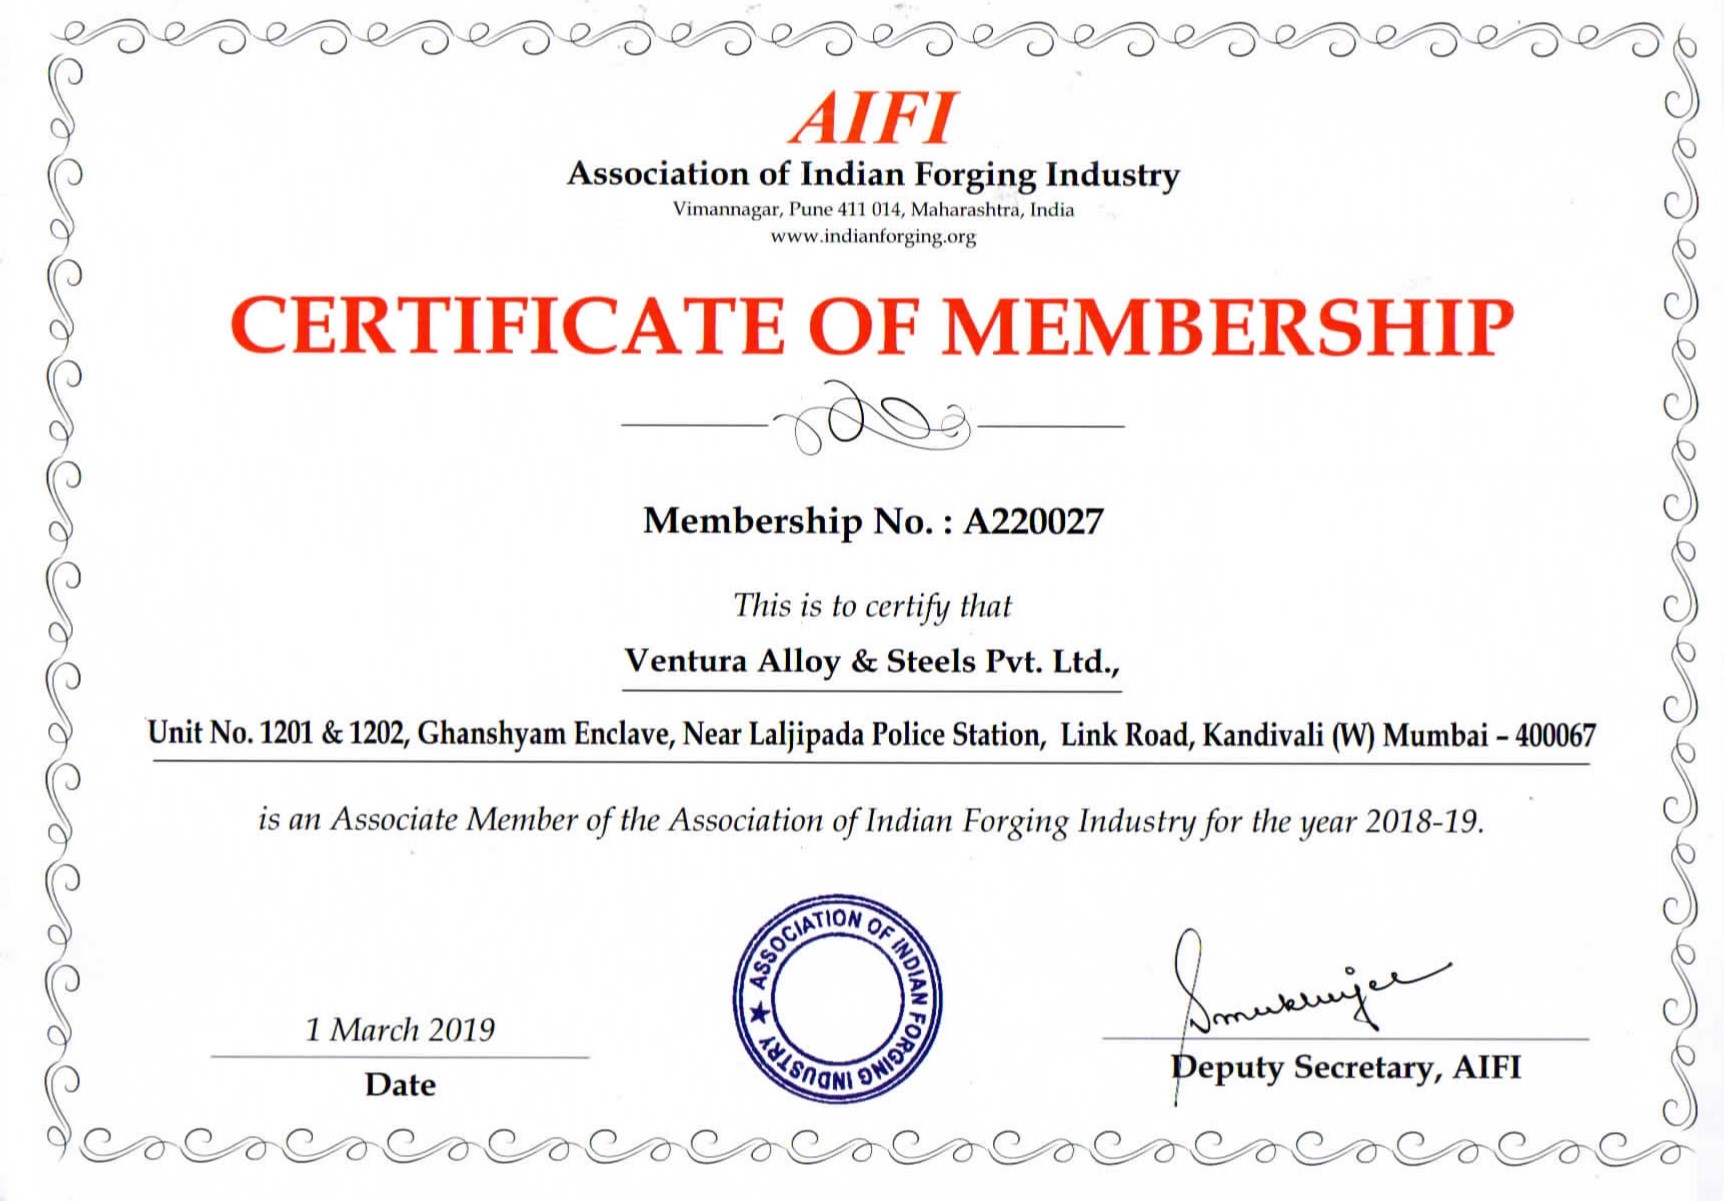 AIFI
Association of Indian Forging Industry
Vimannagar, Pune 411 014, Maharashtra, India
www.indianforging.org
CERTIFICATE OF MEMBERSHIP
Membership No. : A220027
This is to certify that
Ventura Alloy & Steels Pvt. Ltd.,
Unit No. 1201 & 1202, Ghanshyam Enclave, Near Laljipada Police Station, Link Road, Kandivali (W) Mumbai – 400067
is an Associate Member of the Association of Indian Forging Industry for the year 2018-19.
ASSOCIATION OF INDIAN FORGING INDUSTRY ★
Smukherjee
1 March 2019
Date
Deputy Secretary, AIFI